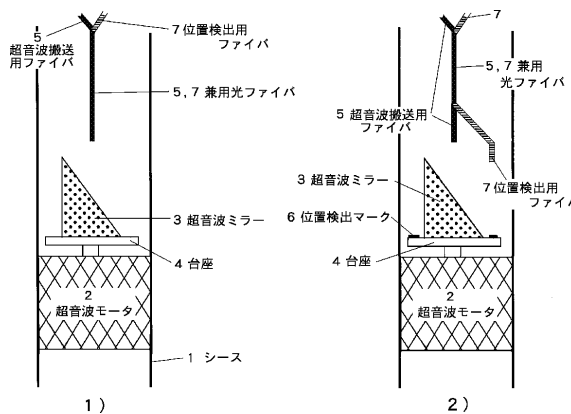 5
超音波搬送
用ファイバ
7 位置検出用
ファイバ
5, 7 兼用光ファイバ
3 超音波ミラー
4 台座
2
超音波モータ
1 シース
1)
7
5, 7 兼用
光ファイバ
5 超音波搬送用
ファイバ
3 超音波ミラー
7 位置検出用
ファイバ
6 位置検出マーク
4 台座
2
超音波モータ
2)